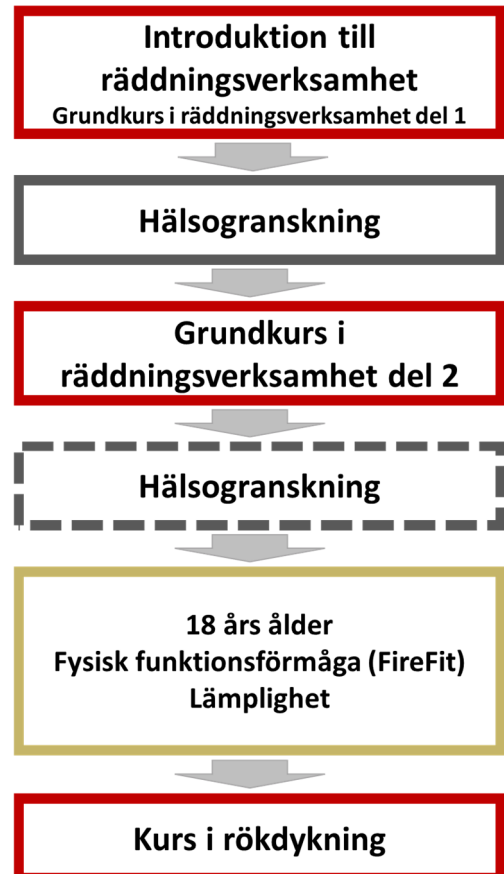 Introduktion till
räddningsverksamhet
Grundkurs i räddningsverksamhet del 1
Hälsogranskning
Grundkurs i
räddningsverksamhet del 2
Hälsogranskning
18 års ålder
Fysisk funktionsförmåga (FireFit)
Lämplighet
Kurs i rökdykning